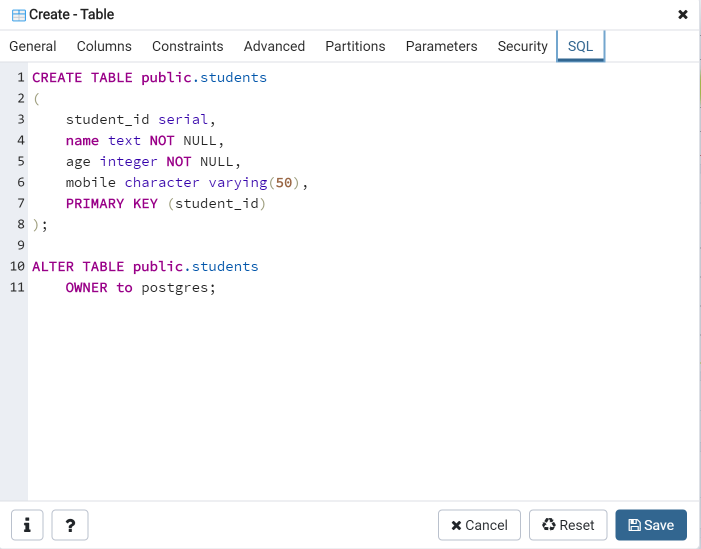 Create - Table
General Columns Constraints Advanced Partitions Parameters Security SQL
1 CREATE TABLE public.students
2 (
3     student_id serial,
4     name text NOT NULL,
5     age integer NOT NULL,
6     mobile character varying(50),
7     PRIMARY KEY (student_id)
8 );
9
10 ALTER TABLE public.students
11     OWNER to postgres;
i ? Cancel Reset Save